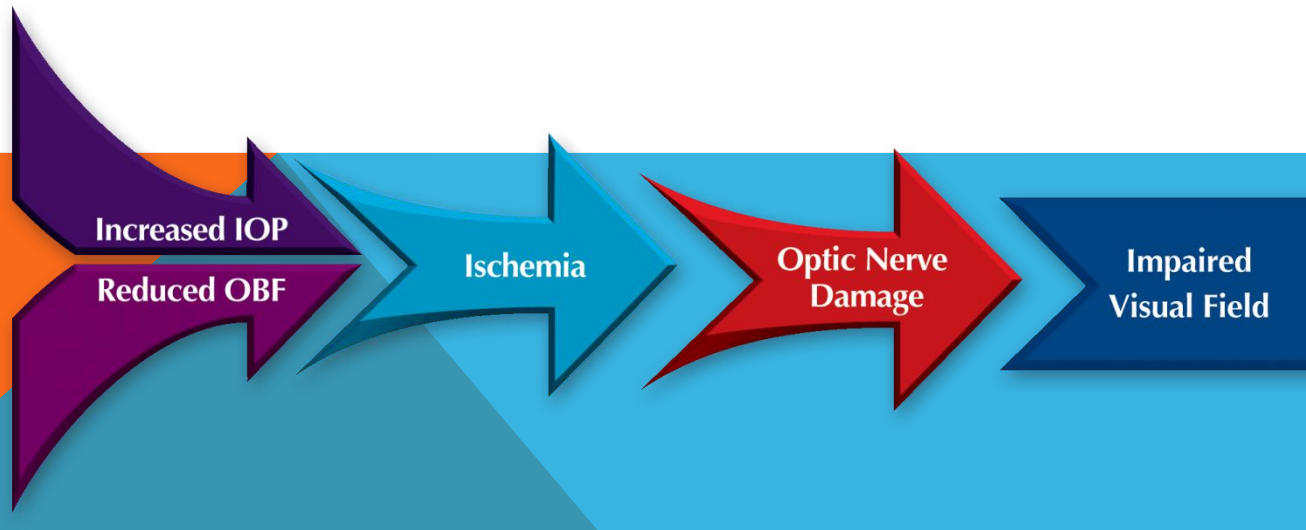 Increased IOP
Reduced OBF
Ischemia
Optic Nerve
Damage
Impaired
Visual Field